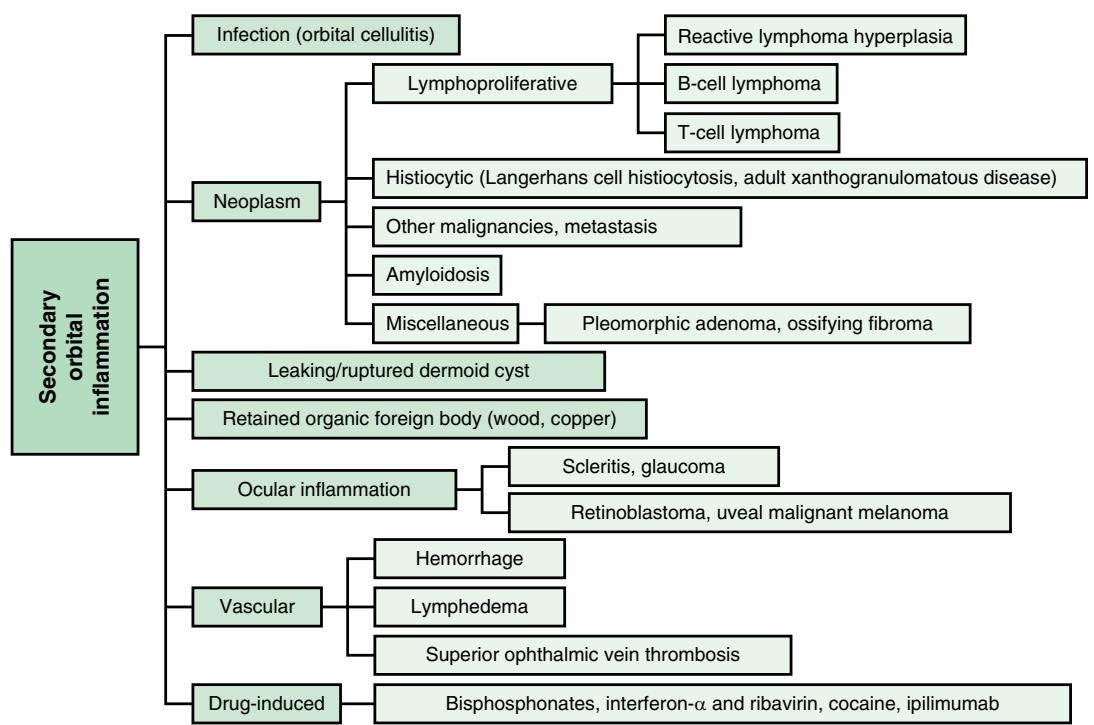 Secondary
orbital
inflammation
Infection (orbital cellulitis)
Neoplasm
Lymphoproliferative
Reactive lymphoma hyperplasia
B-cell lymphoma
T-cell lymphoma
Histiocytic (Langerhans cell histiocytosis, adult xanthogranulomatous disease)
Other malignancies, metastasis
Amyloidosis
Miscellaneous
Pleomorphic adenoma, ossifying fibroma
Leaking/ruptured dermoid cyst
Retained organic foreign body (wood, copper)
Ocular inflammation
Scleritis, glaucoma
Retinoblastoma, uveal malignant melanoma
Vascular
Hemorrhage
Lymphedema
Superior ophthalmic vein thrombosis
Drug-induced
Bisphosphonates, interferon-α and ribavirin, cocaine, ipilimumab